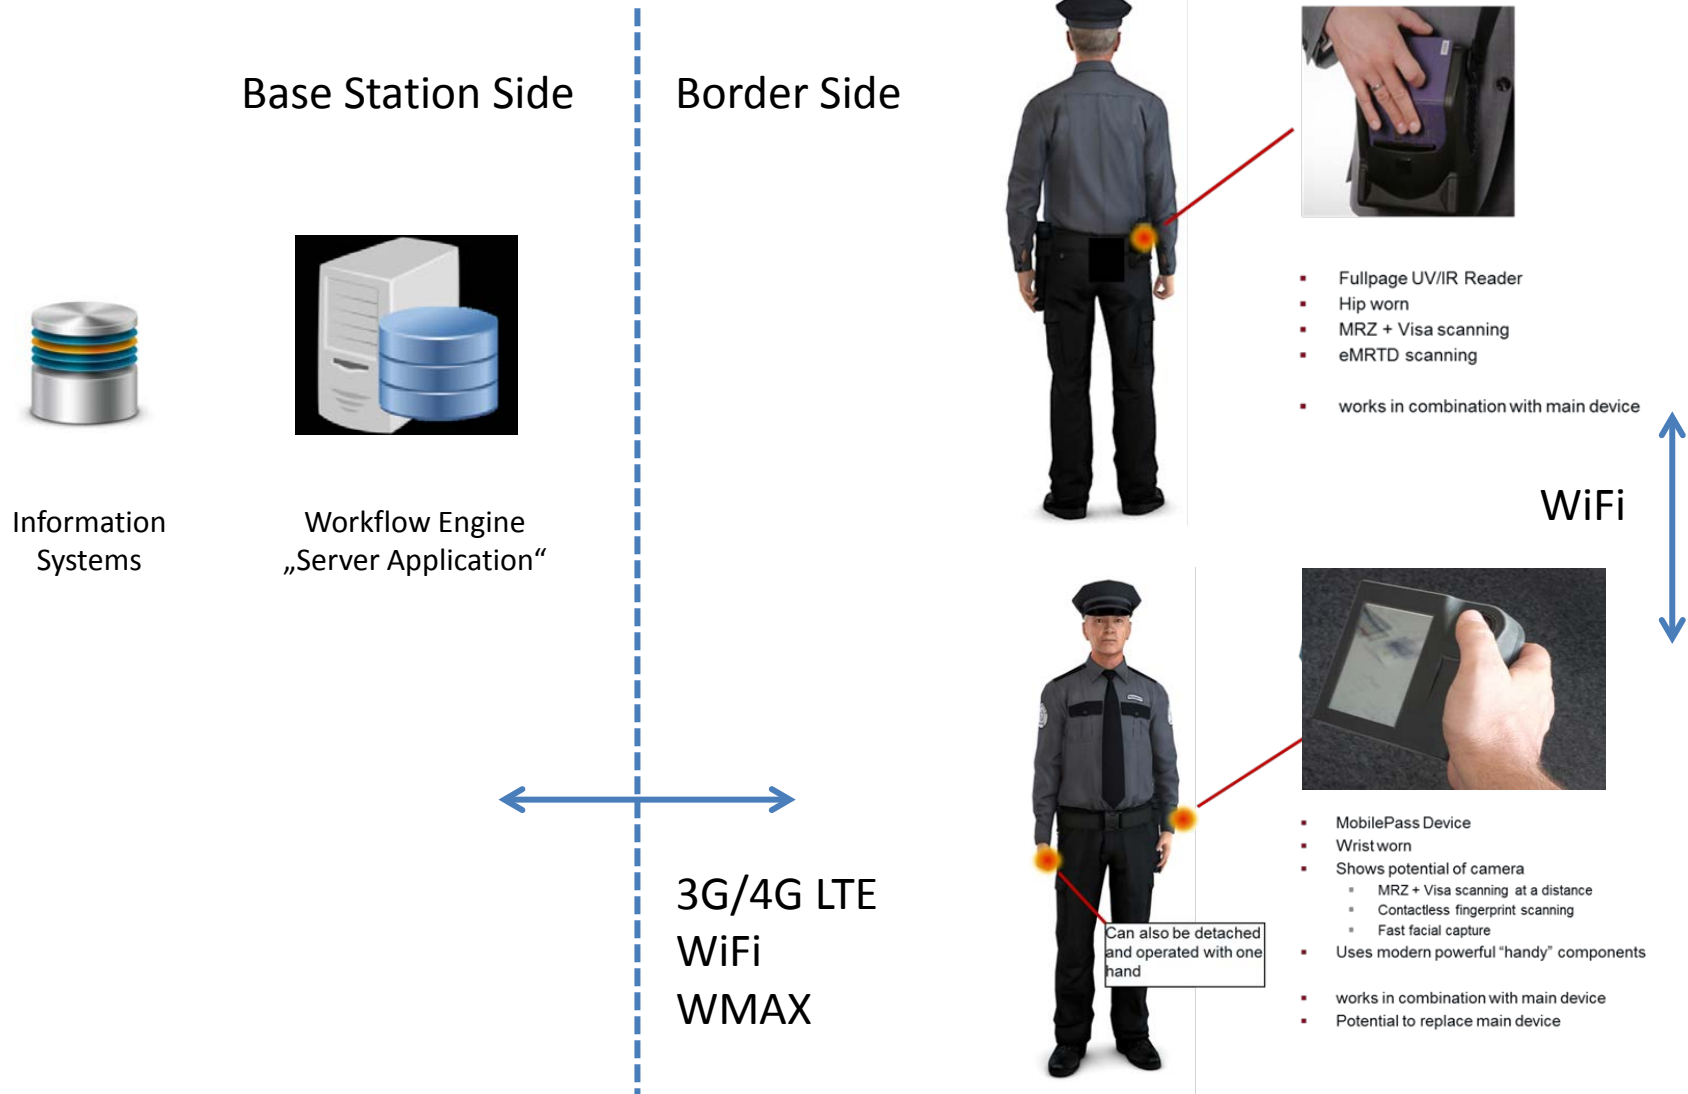 Base Station Side
Border Side
Information
Systems
Workflow Engine
„Server Application“
▪ Fullpage UV/IR Reader
▪ Hip worn
▪ MRZ + Visa scanning
▪ eMRTD scanning
▪ works in combination with main device
WiFi
3G/4G LTE
WiFi
WMAX
Can also be detached
and operated with one
hand
▪ MobilePass Device
▪ Wrist worn
▪ Shows potential of camera
▪ MRZ + Visa scanning at a distance
▪ Contactless fingerprint scanning
▪ Fast facial capture
▪ Uses modern powerful “handy” components
▪ works in combination with main device
▪ Potential to replace main device